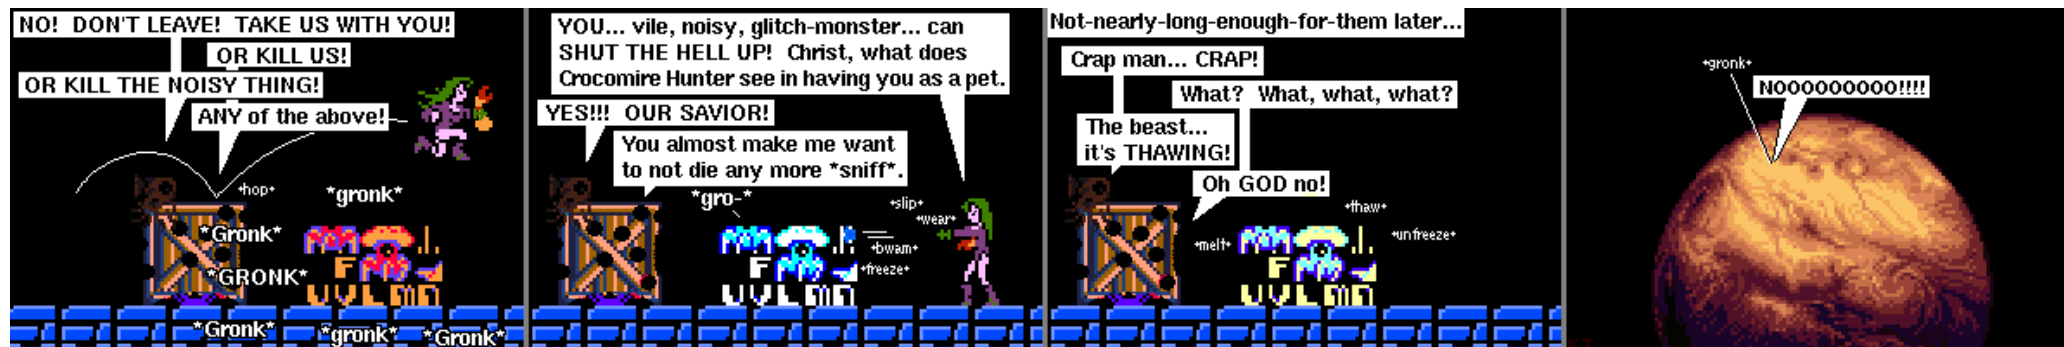 NO! DON'T LEAVE! TAKE US WITH YOU!
OR KILL US!
OR KILL THE NOISY THING!
ANY of the above!
*hop*
*gronk*
*Gronk*
*GRONK*
*Gronk*
*gronk*
*Gronk*
YOU... vile, noisy, glitch-monster... can
SHUT THE HELL UP! Christ, what does
Crocomire Hunter see in having you as a pet.
YES!!! OUR SAVIOR!
You almost make me want
to not die any more *sniff*.
*gro-*
*slip*
*wear*
*bwam*
*freeze*
Not-nearly-long-enough-for-them later...
Crap man... CRAP!
What? What, what, what?
The beast...
it's THAWING!
Oh GOD no!
*thaw*
*melt*
*unfreeze*
*gronk*
NOOOOOOOOO!!!!